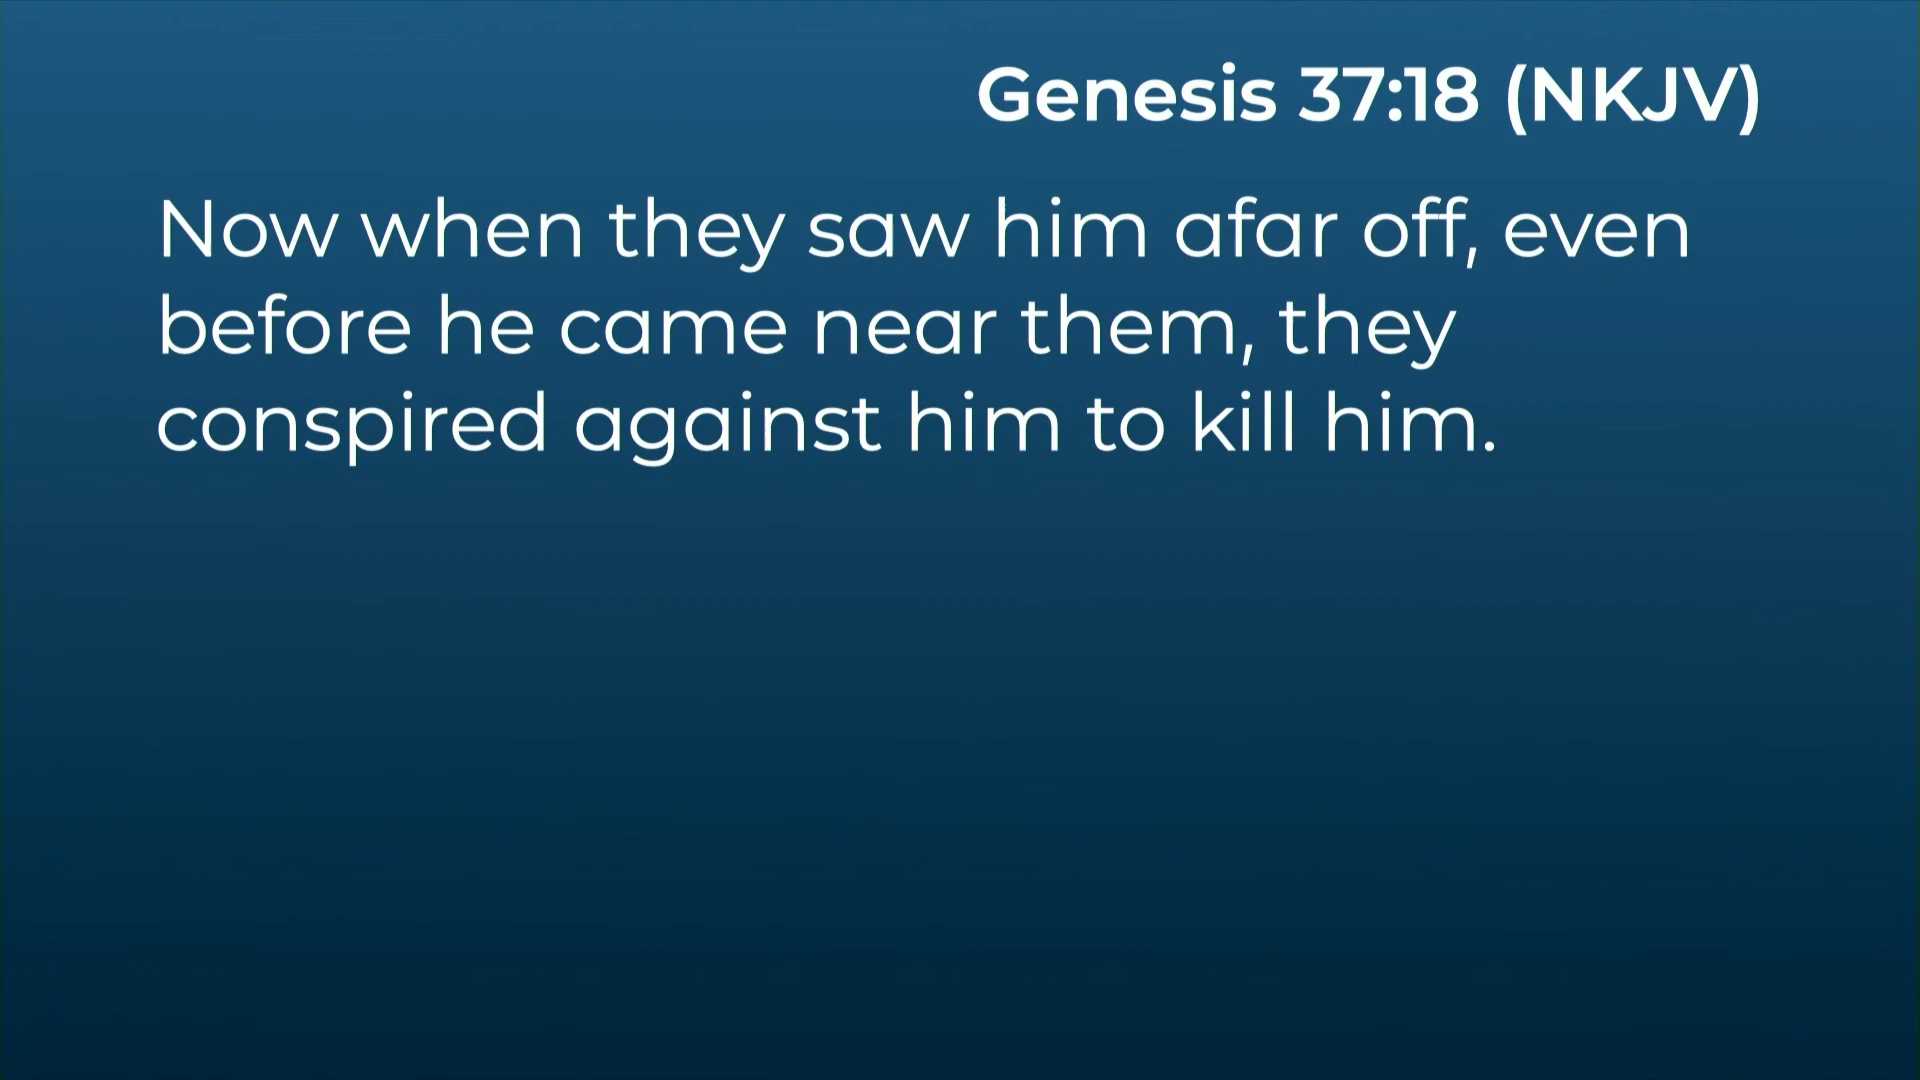 Genesis 37:18 (NKJV)
Now when they saw him afar off, even
before he came near them, they
conspired against him to kill him.